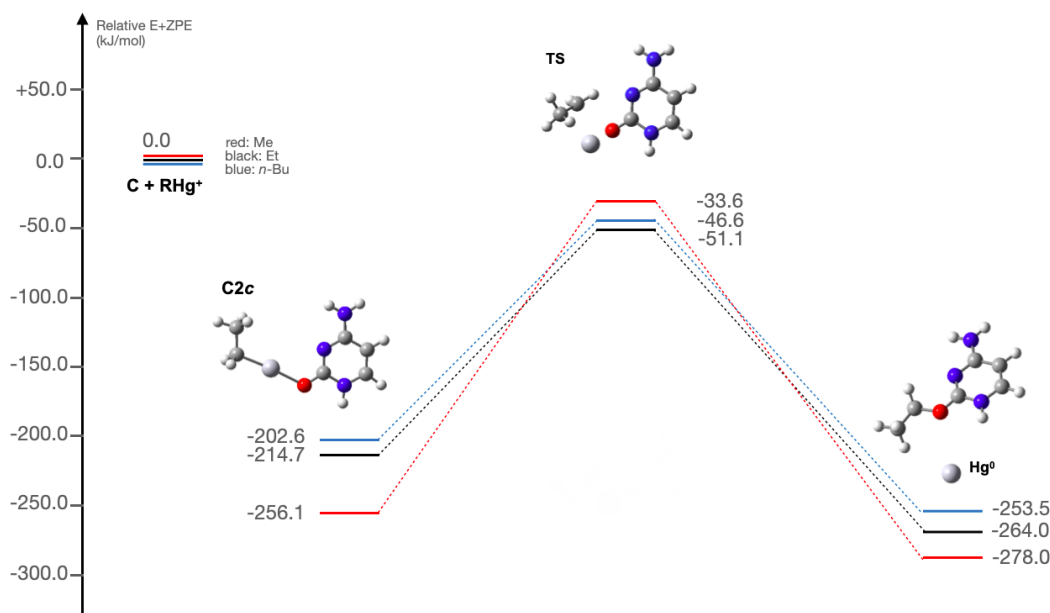 Relative E+ZPE
(kJ/mol)
TS
+50.0
0.0
red: Me
black: Et
blue: n-Bu
0.0
C + RHg⁺
-33.6
-46.6
-51.1
-50.0
-100.0
C2c
-150.0
-200.0
-202.6
-214.7
-250.0
-256.1
Hg⁰
-253.5
-264.0
-278.0
-300.0